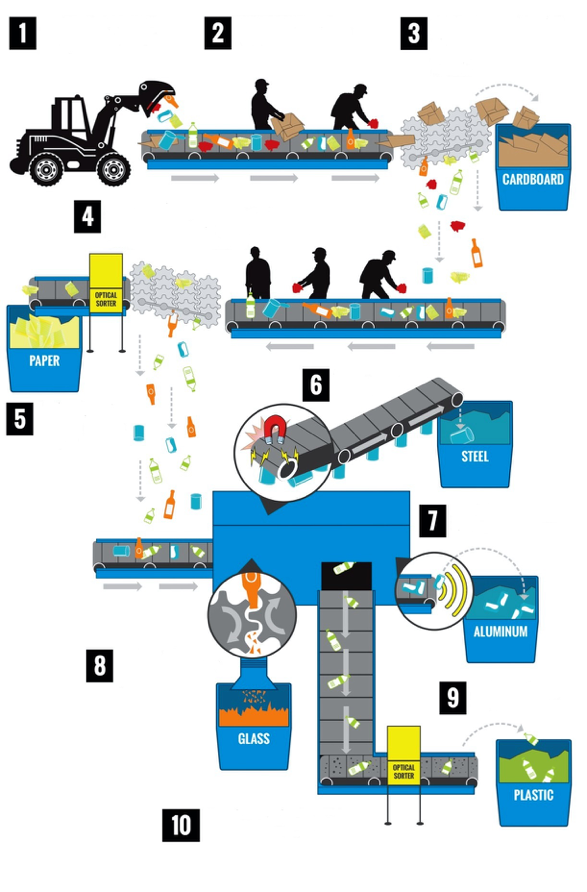 1
2
3
CARDBOARD
4
OPTICAL
SORTER
PAPER
5
6
STEEL
7
ALUMINUM
8
GLASS
9
OPTICAL
SORTER
PLASTIC
10